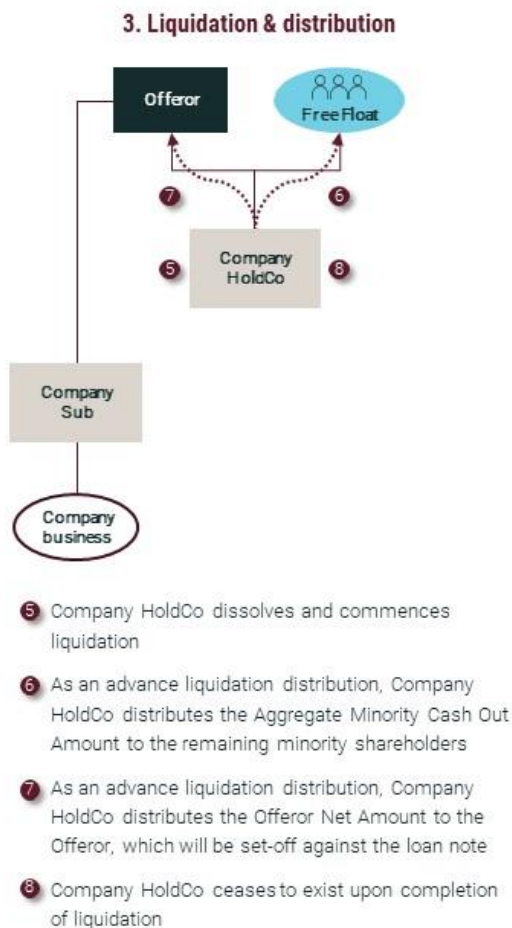 3. Liquidation & distribution
Offeror
Free Float
7
6
5
Company
HoldCo
8
Company
Sub
Company
business
5 Company HoldCo dissolves and commences
liquidation
6 As an advance liquidation distribution, Company
HoldCo distributes the Aggregate Minority Cash Out
Amount to the remaining minority shareholders
7 As an advance liquidation distribution, Company
HoldCo distributes the Offeror Net Amount to the
Offeror, which will be set-off against the loan note
8 Company HoldCo ceases to exist upon completion
of liquidation